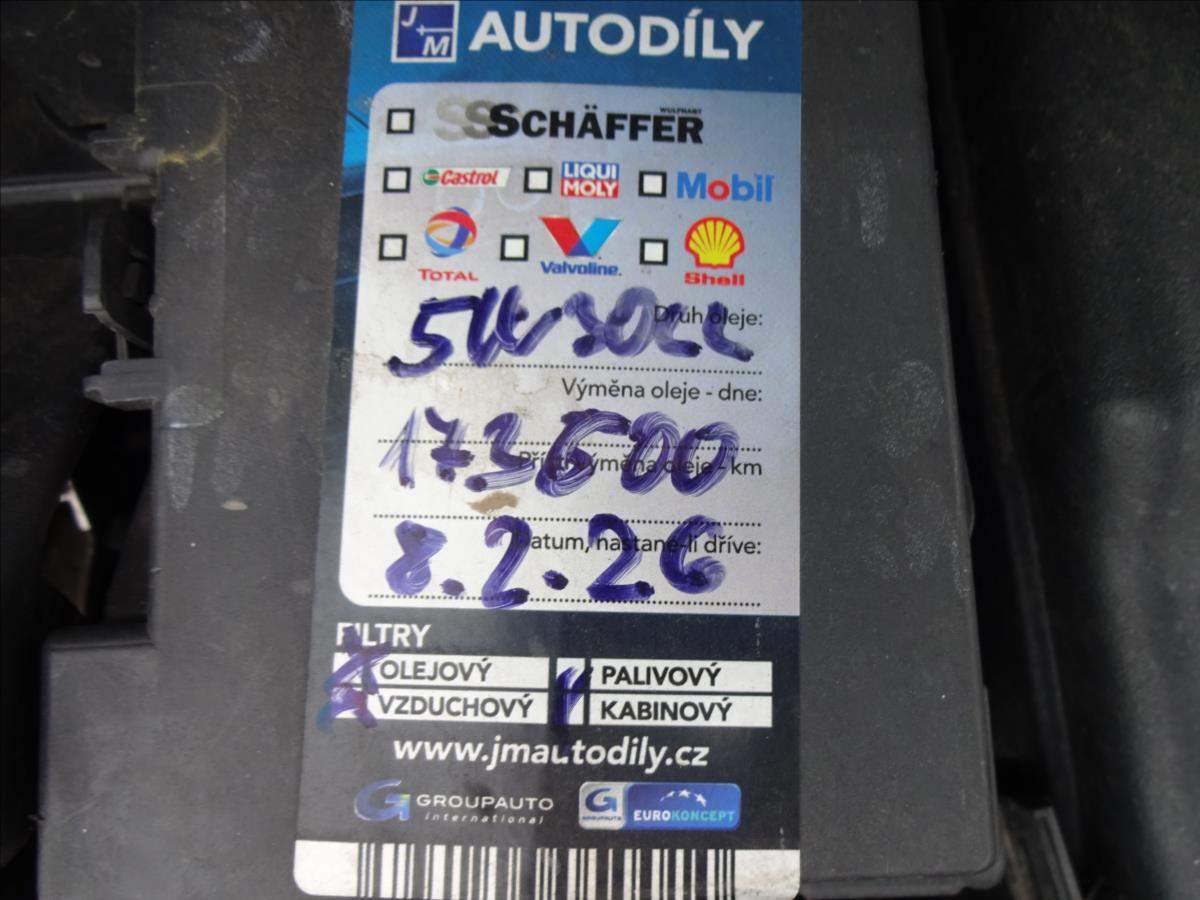 J+M AUTODÍLY
WULPHART
SCHÄFFER
Castrol LIQUI MOLY Mobil
TOTAL Valvoline. Shell
Druh oleje:
5W30LL
Výměna oleje - dne:
173600
Příští výměna oleje - km
8.2.26
Datum, nastane-li dříve:
FILTRY
OLEJOVÝ PALIVOVÝ
VZDUCHOVÝ KABINOVÝ
www.jmautodily.cz
G GROUPAUTO International
G GROUPAUTO EUROKONCEPT